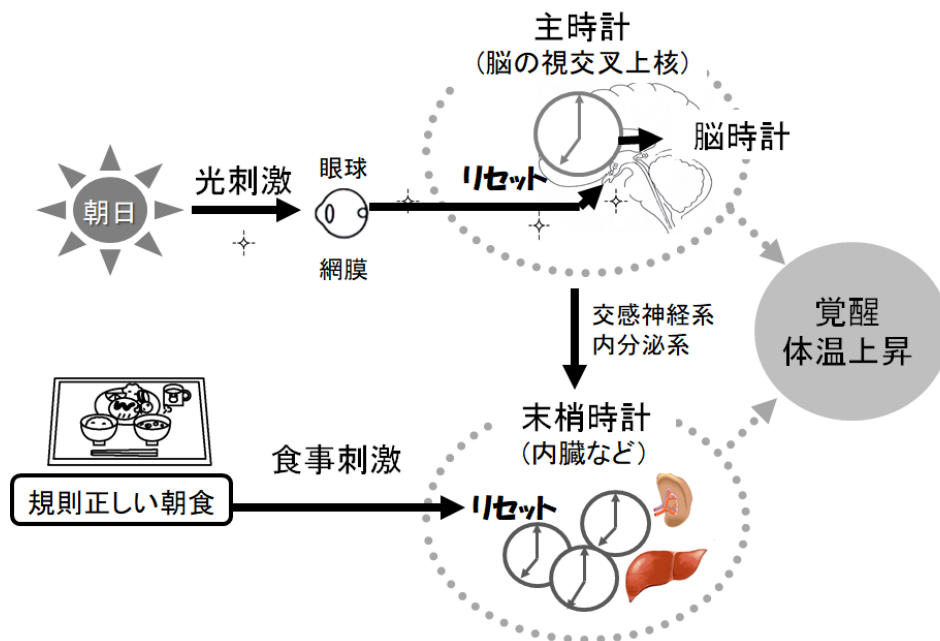 主時計
（脳の視交叉上核）
脳時計
リセット
光刺激
眼球
朝日
網膜
交感神経系
内分泌系
覚醒
体温上昇
末梢時計
（内臓など）
食事刺激
規則正しい朝食
リセット